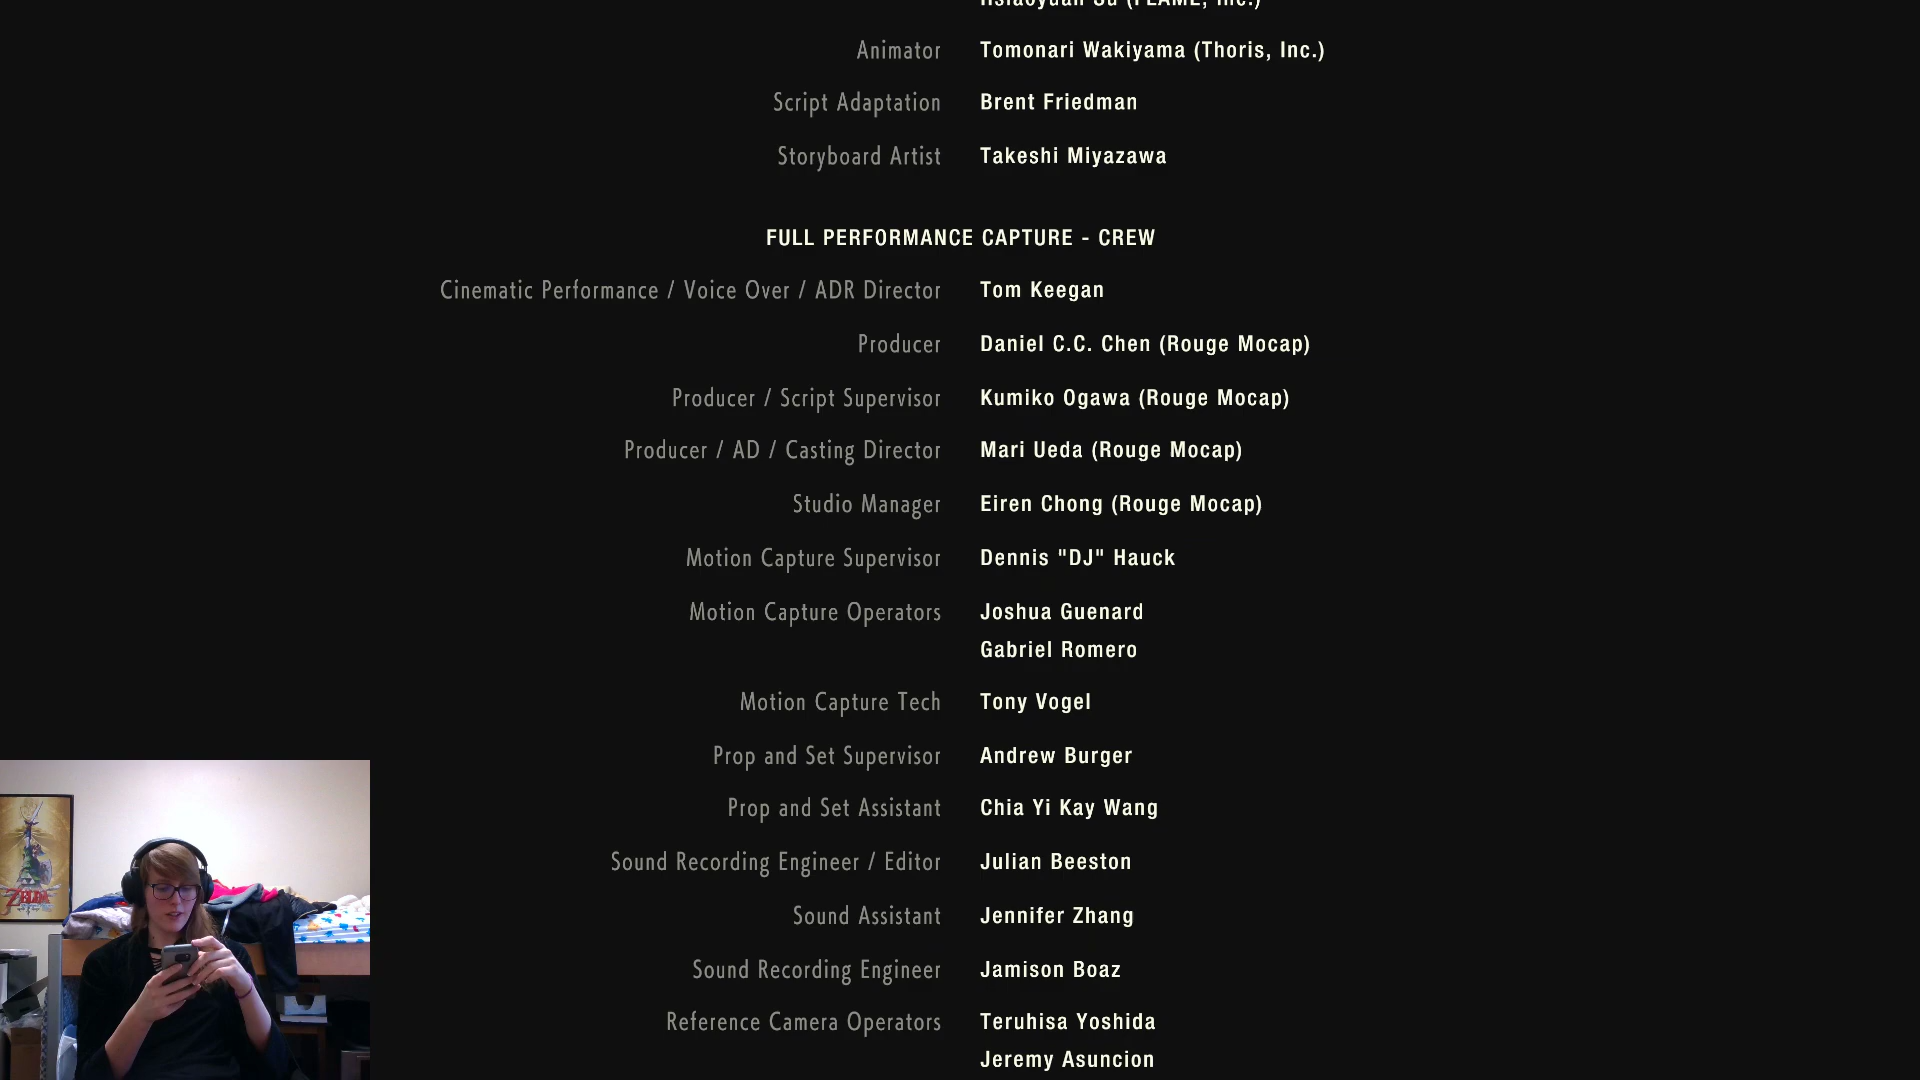 Hsiaoyuan Su (FLAME, Inc.)
Animator Tomonari Wakiyama (Thoris, Inc.)
Script Adaptation Brent Friedman
Storyboard Artist Takeshi Miyazawa
FULL PERFORMANCE CAPTURE - CREW
Cinematic Performance / Voice Over / ADR Director Tom Keegan
Producer Daniel C.C. Chen (Rouge Mocap)
Producer / Script Supervisor Kumiko Ogawa (Rouge Mocap)
Producer / AD / Casting Director Mari Ueda (Rouge Mocap)
Studio Manager Eiren Chong (Rouge Mocap)
Motion Capture Supervisor Dennis "DJ" Hauck
Motion Capture Operators Joshua Guenard
Gabriel Romero
Motion Capture Tech Tony Vogel
Prop and Set Supervisor Andrew Burger
Prop and Set Assistant Chia Yi Kay Wang
Sound Recording Engineer / Editor Julian Beeston
Sound Assistant Jennifer Zhang
Sound Recording Engineer Jamison Boaz
Reference Camera Operators Teruhisa Yoshida
Jeremy Asuncion
ZELDA